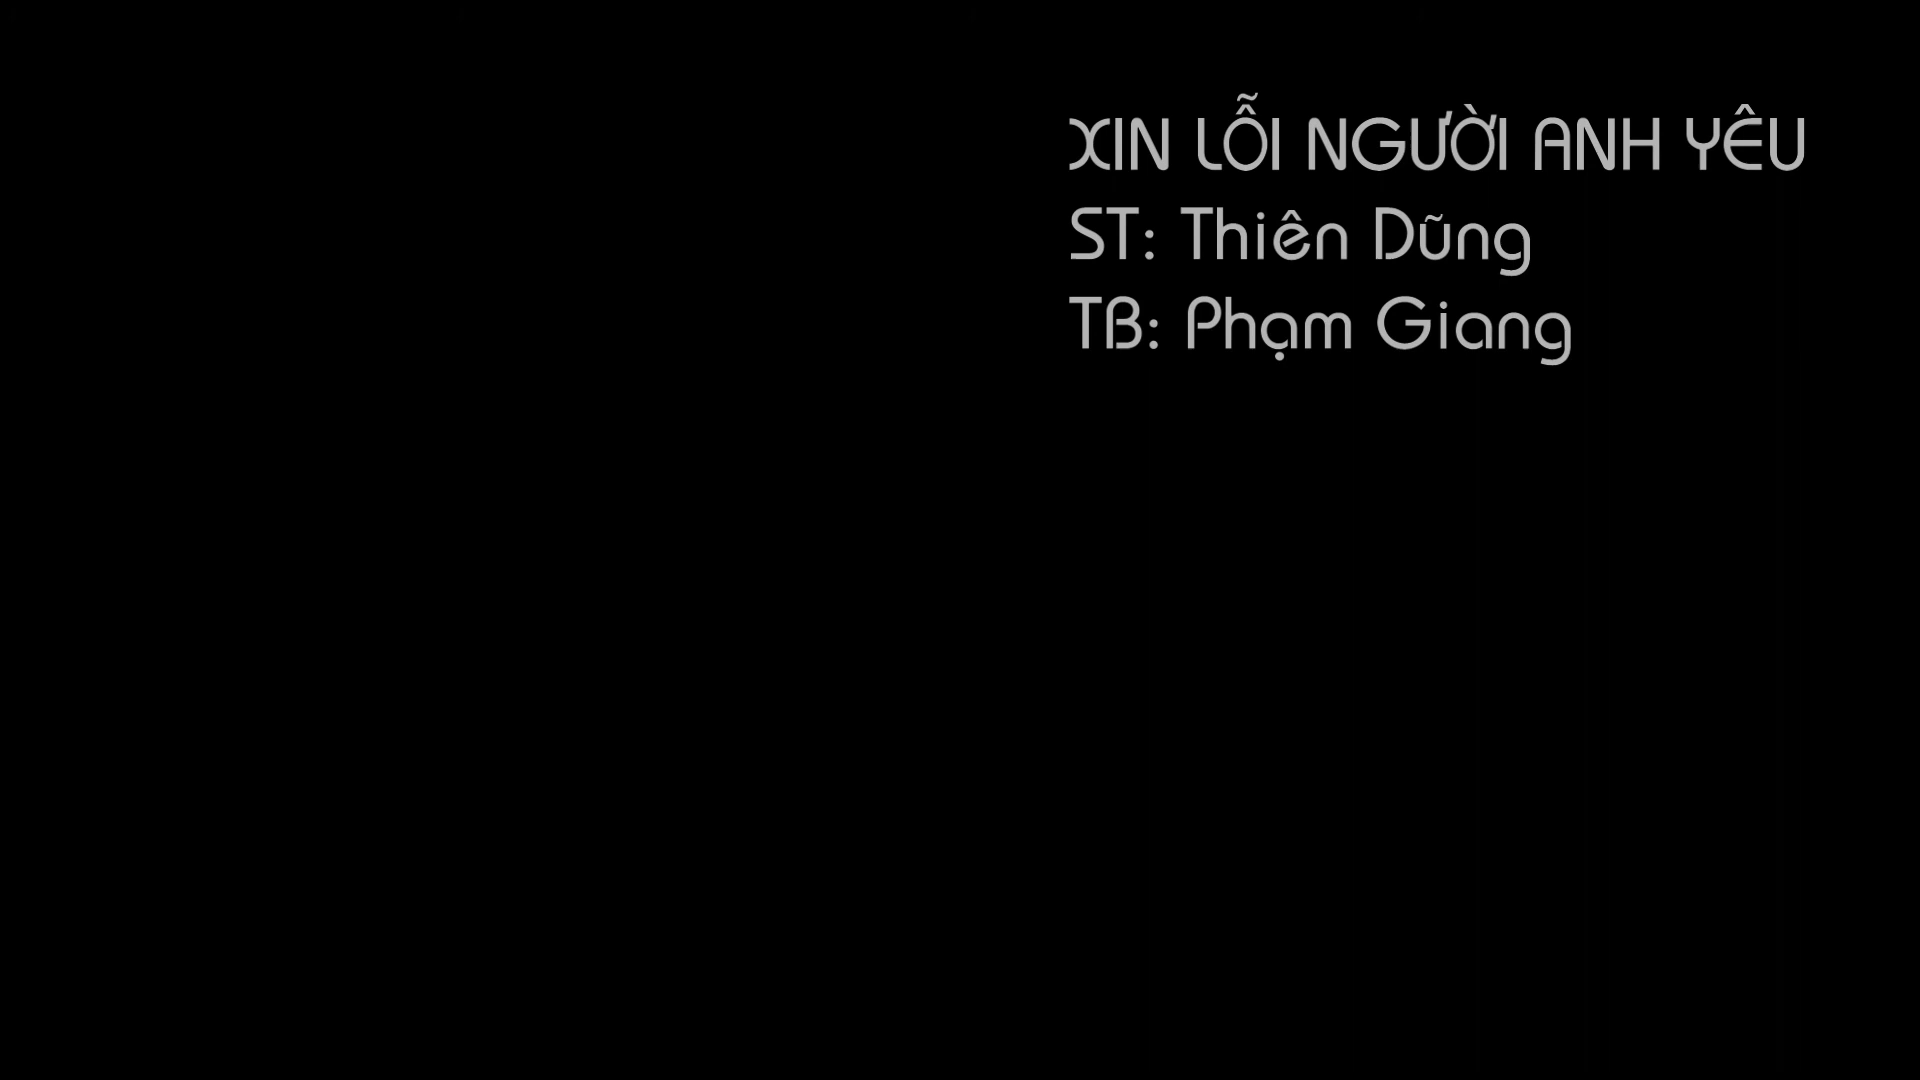 XIN LỖI NGƯỜI ANH YÊU
ST: Thiên Dũng
TB: Phạm Giang